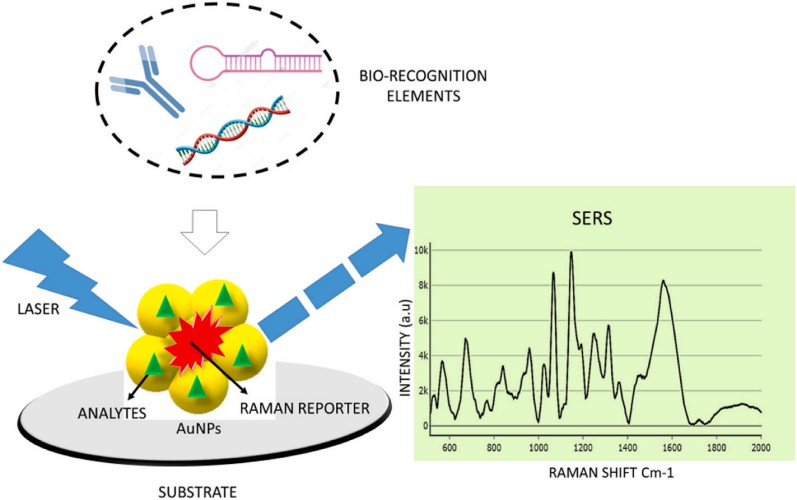 BIO-RECOGNITION
ELEMENTS
LASER
ANALYTES
RAMAN REPORTER
AuNPs
SUBSTRATE
SERS
INTENSITY (a.u)
10k
8k
6k
4k
2k
0
600
800
1000
1200
1400
1600
1800
2000
RAMAN SHIFT Cm-1